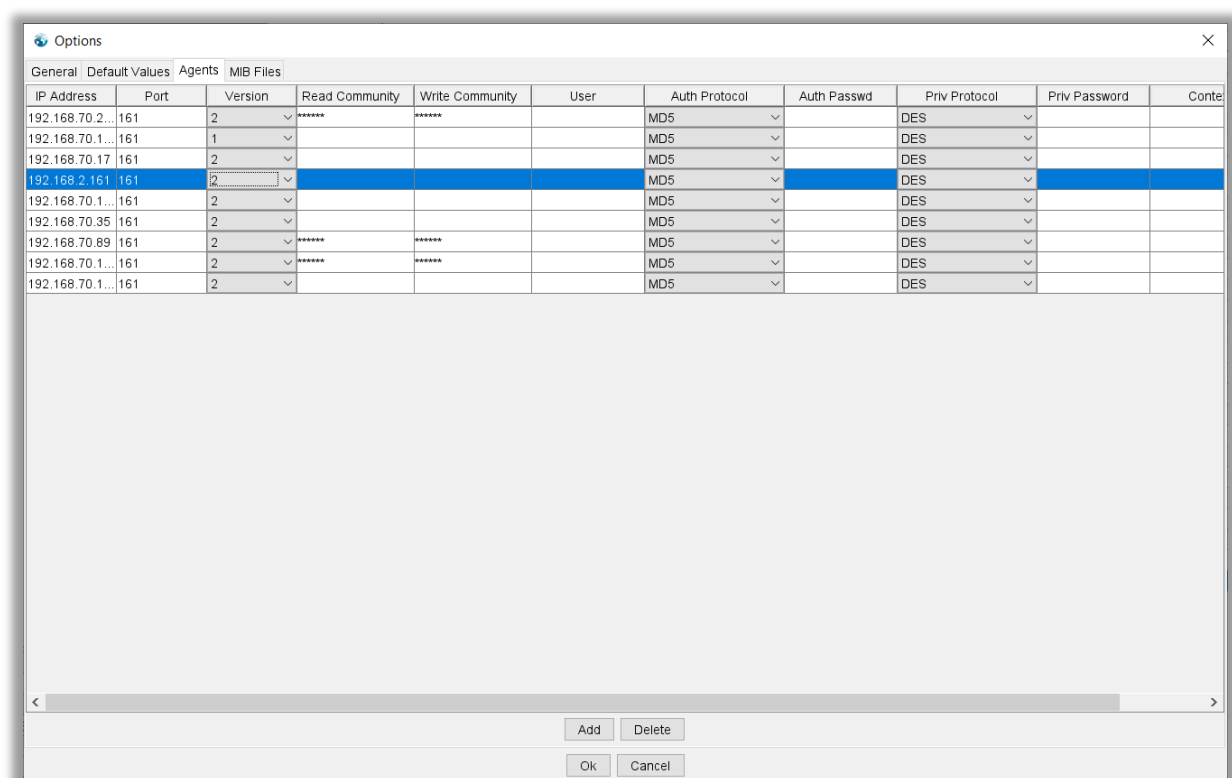 Options
General Default Values Agents MIB Files
IP Address Port Version Read Community Write Community User Auth Protocol Auth Passwd Priv Protocol Priv Password Conte
192.168.70.2... 161 2 ****** ****** MD5 DES
192.168.70.1... 161 1 MD5 DES
192.168.70.17 161 2 MD5 DES
192.168.2.161 161 2 MD5 DES
192.168.70.1... 161 2 MD5 DES
192.168.70.35 161 2 MD5 DES
192.168.70.89 161 2 ****** ****** MD5 DES
192.168.70.1... 161 2 ****** ****** MD5 DES
192.168.70.1... 161 2 MD5 DES
Add Delete
Ok Cancel